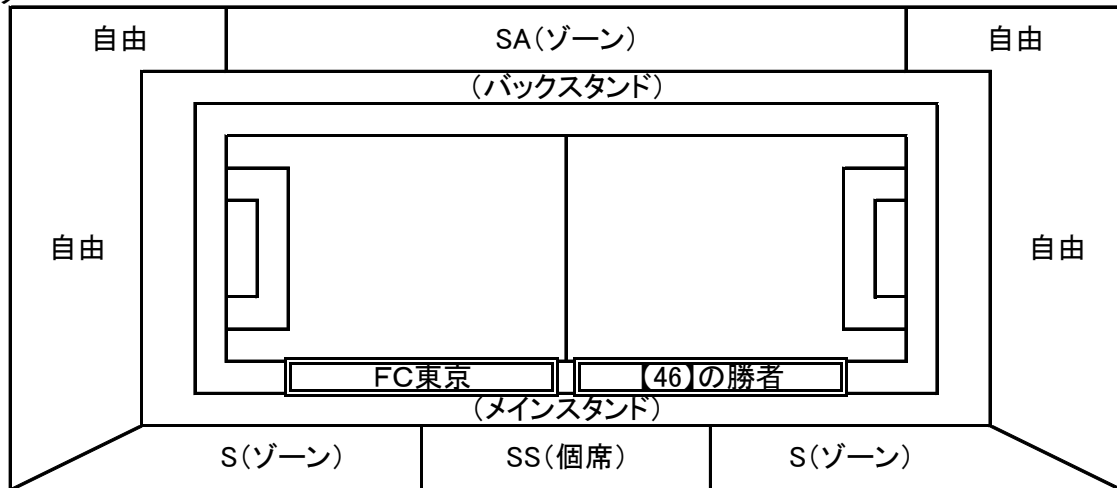 自由
SA(ゾーン)
自由
(バックスタンド)
自由
自由
FC東京
【46】の勝者
(メインスタンド)
S(ゾーン)
SS(個席)
S(ゾーン)